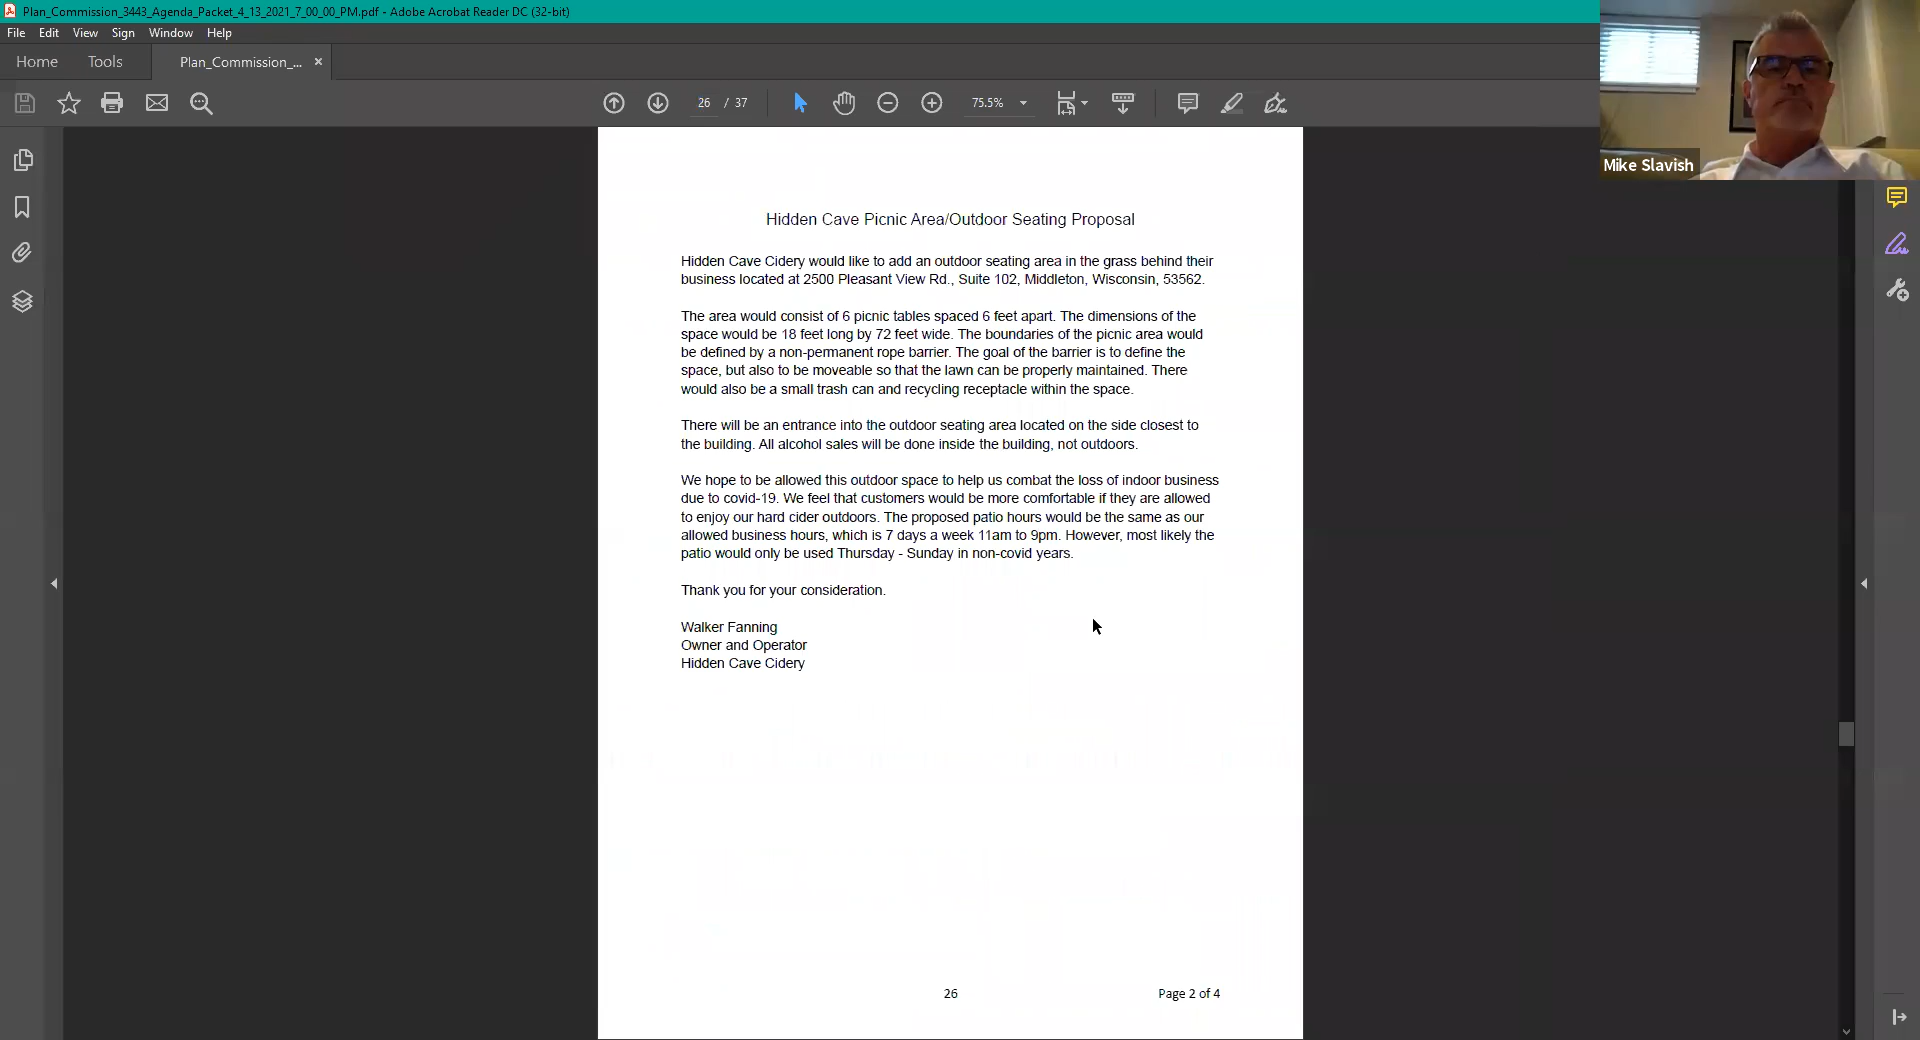 Plan_Commission_3443_Agenda_Packet_4_13_2021_7_00_00_PM.pdf - Adobe Acrobat Reader DC (32-bit)
File Edit View Sign Window Help
Home Tools Plan_Commission_... ×
26 / 37 75.5%
Mike Slavish
Hidden Cave Picnic Area/Outdoor Seating Proposal
Hidden Cave Cidery would like to add an outdoor seating area in the grass behind their
business located at 2500 Pleasant View Rd., Suite 102, Middleton, Wisconsin, 53562.
The area would consist of 6 picnic tables spaced 6 feet apart. The dimensions of the
space would be 18 feet long by 72 feet wide. The boundaries of the picnic area would
be defined by a non-permanent rope barrier. The goal of the barrier is to define the
space, but also to be moveable so that the lawn can be properly maintained. There
would also be a small trash can and recycling receptacle within the space.
There will be an entrance into the outdoor seating area located on the side closest to
the building. All alcohol sales will be done inside the building, not outdoors.
We hope to be allowed this outdoor space to help us combat the loss of indoor business
due to covid-19. We feel that customers would be more comfortable if they are allowed
to enjoy our hard cider outdoors. The proposed patio hours would be the same as our
allowed business hours, which is 7 days a week 11am to 9pm. However, most likely the
patio would only be used Thursday - Sunday in non-covid years.
Thank you for your consideration.
Walker Fanning
Owner and Operator
Hidden Cave Cidery
26 Page 2 of 4